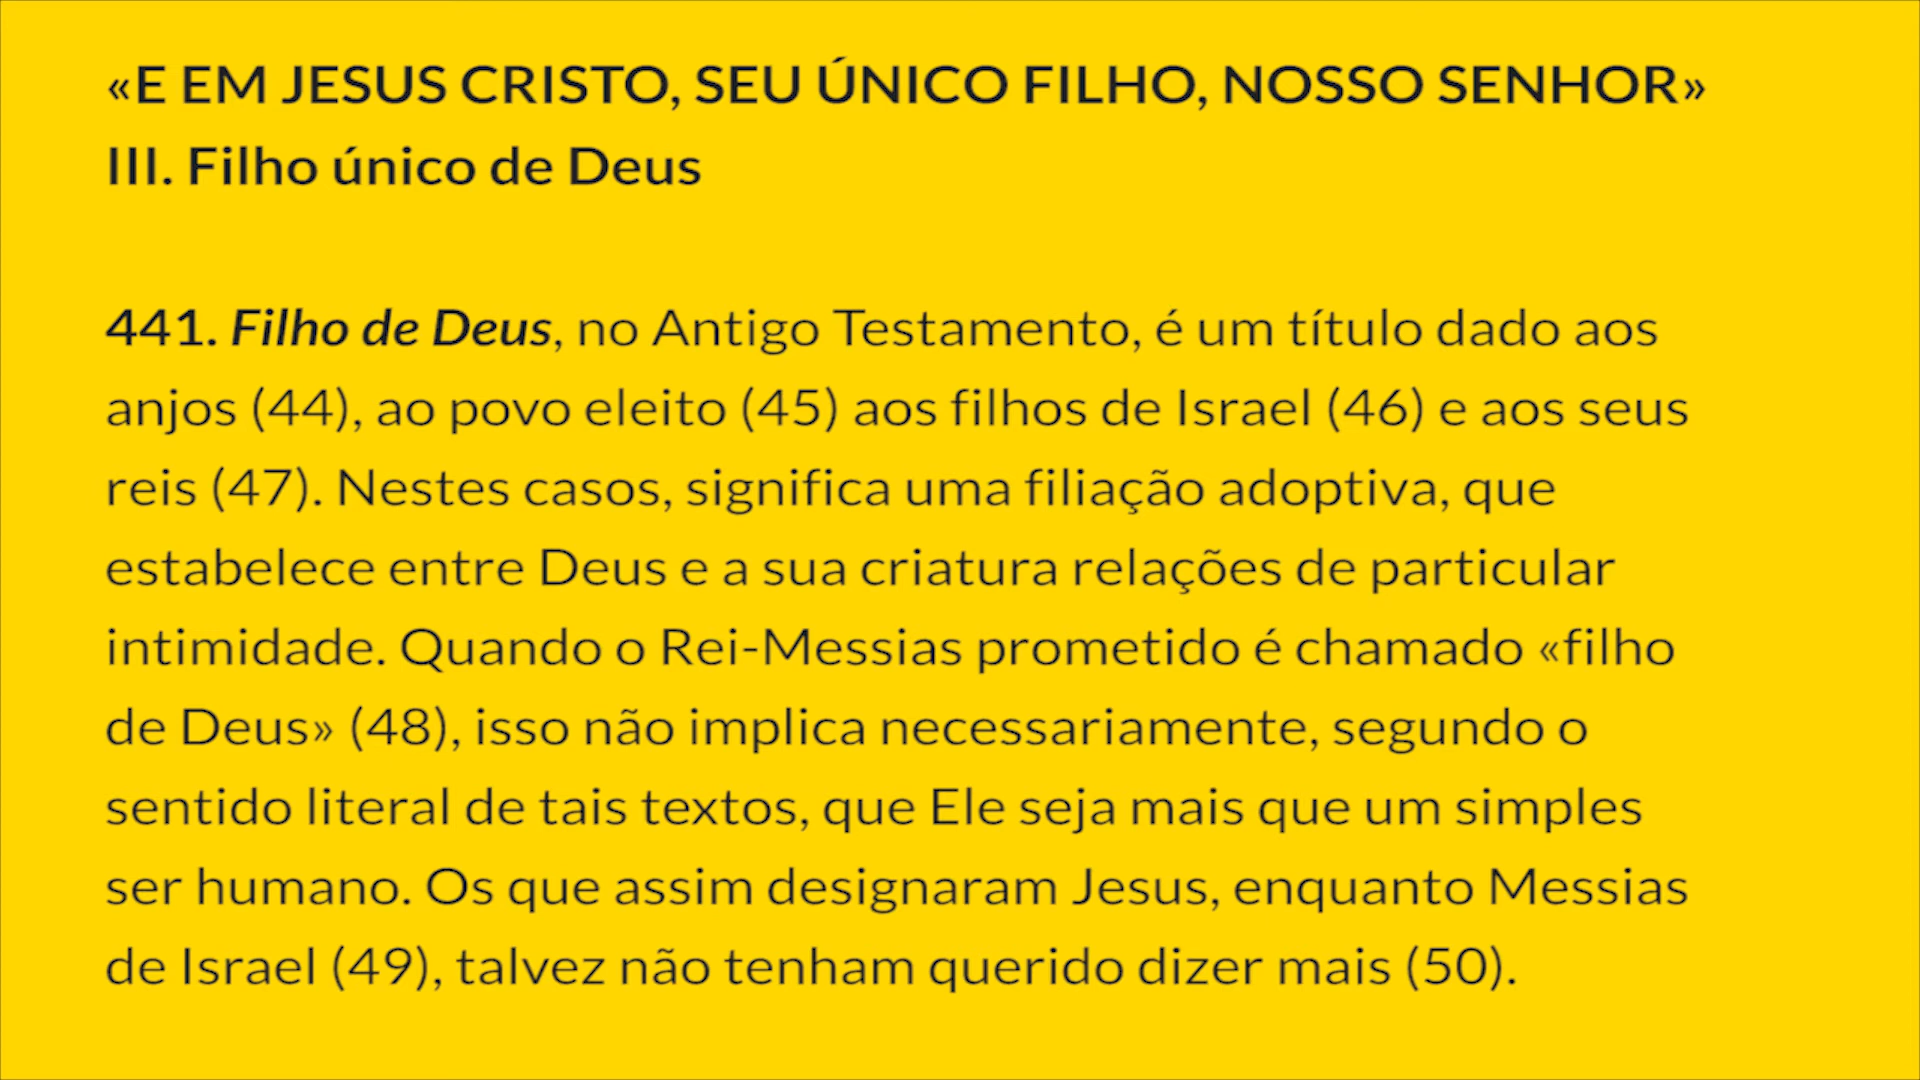 «E EM JESUS CRISTO, SEU ÚNICO FILHO, NOSSO SENHOR»
III. Filho único de Deus
441. Filho de Deus, no Antigo Testamento, é um título dado aos
anjos (44), ao povo eleito (45) aos filhos de Israel (46) e aos seus
reis (47). Nestes casos, significa uma filiação adoptiva, que
estabelece entre Deus e a sua criatura relações de particular
intimidade. Quando o Rei-Messias prometido é chamado «filho
de Deus» (48), isso não implica necessariamente, segundo o
sentido literal de tais textos, que Ele seja mais que um simples
ser humano. Os que assim designaram Jesus, enquanto Messias
de Israel (49), talvez não tenham querido dizer mais (50).